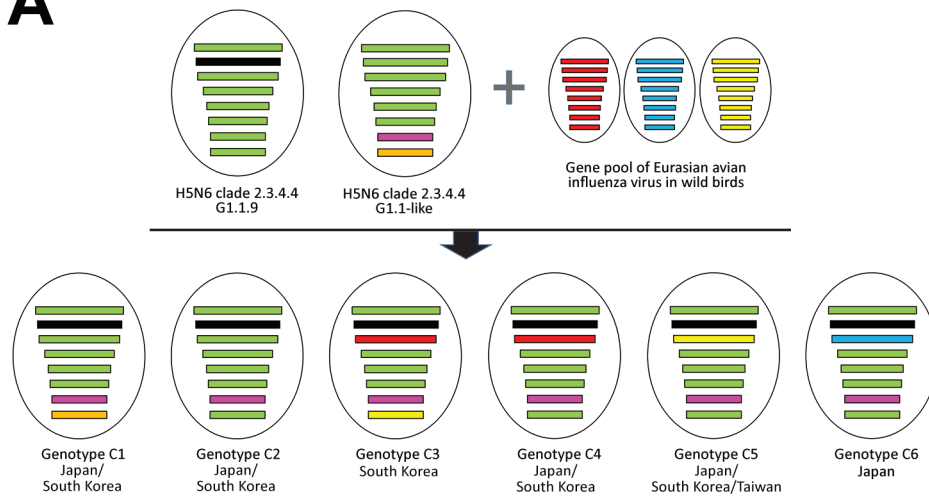 A
H5N6 clade 2.3.4.4
G1.1.9
H5N6 clade 2.3.4.4
G1.1-like
Gene pool of Eurasian avian
influenza virus in wild birds
Genotype C1
Japan/
South Korea
Genotype C2
Japan/
South Korea
Genotype C3
South Korea
Genotype C4
Japan/
South Korea
Genotype C5
Japan/
South Korea/Taiwan
Genotype C6
Japan